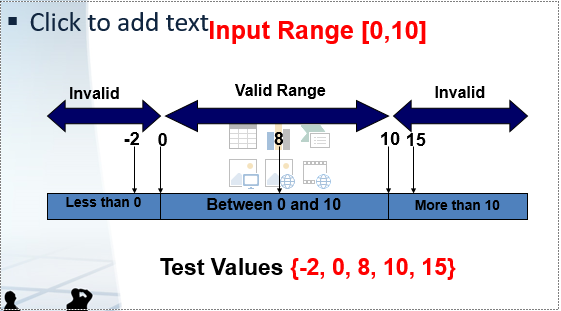 ▪ Click to add text
Input Range [0,10]
Invalid Valid Range Invalid
-2 0 8 10 15
Less than 0 Between 0 and 10 More than 10
Test Values {-2, 0, 8, 10, 15}